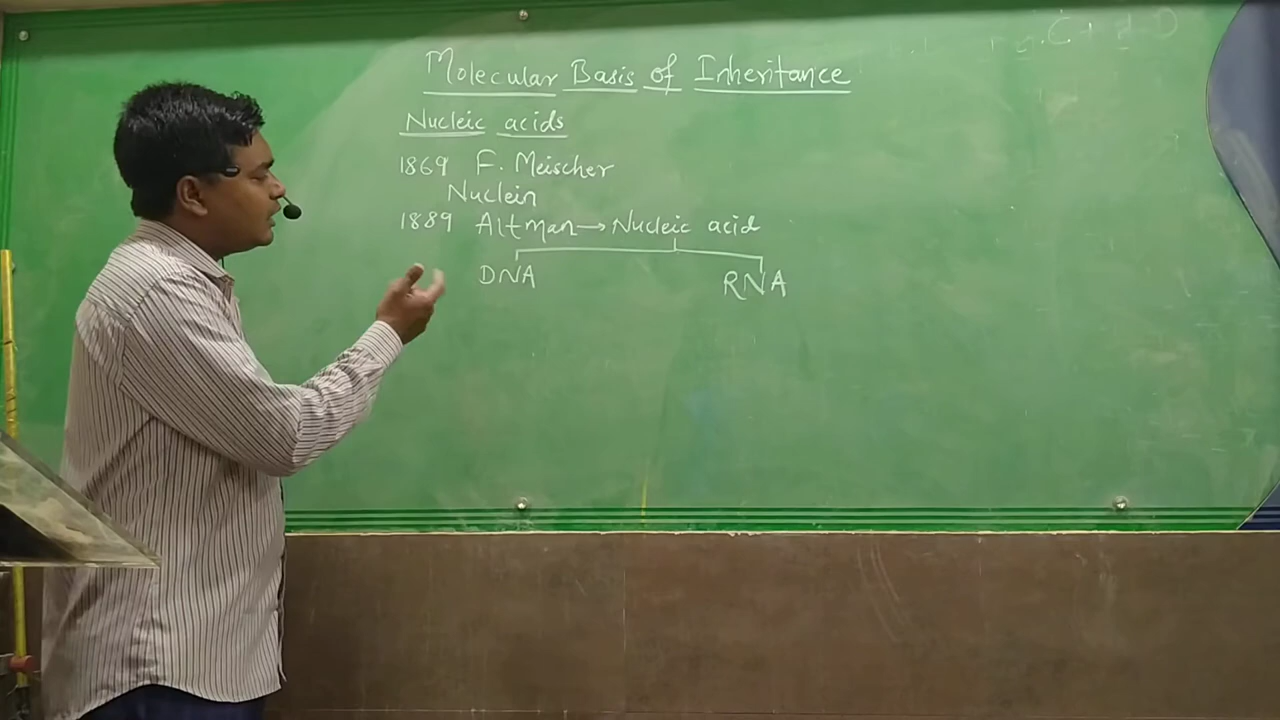 Molecular Basis of Inheritance
Nucleic acids
1869 F. Meischer
Nuclein
1889 Altman → Nucleic acid
DNA RNA